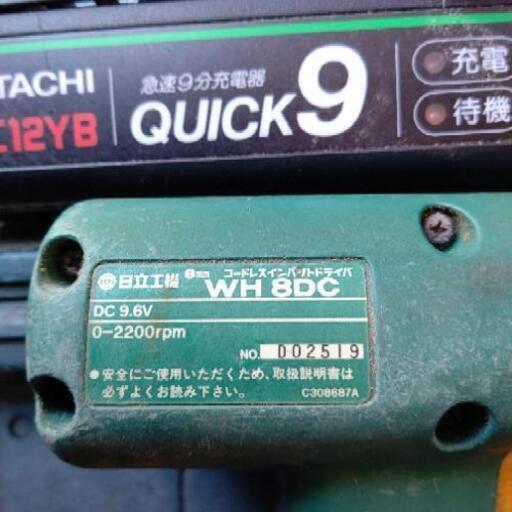 TACHI
C12YB
急速9分充電器
QUICK9
充電
待機
日立工機 8mm コードレスインパクトドライバ
WH 8DC
DC 9.6V
0-2200rpm
NO. D02519
●安全にご使用いただくため、取扱説明書は
必ずよくお読み下さい。
C308687A